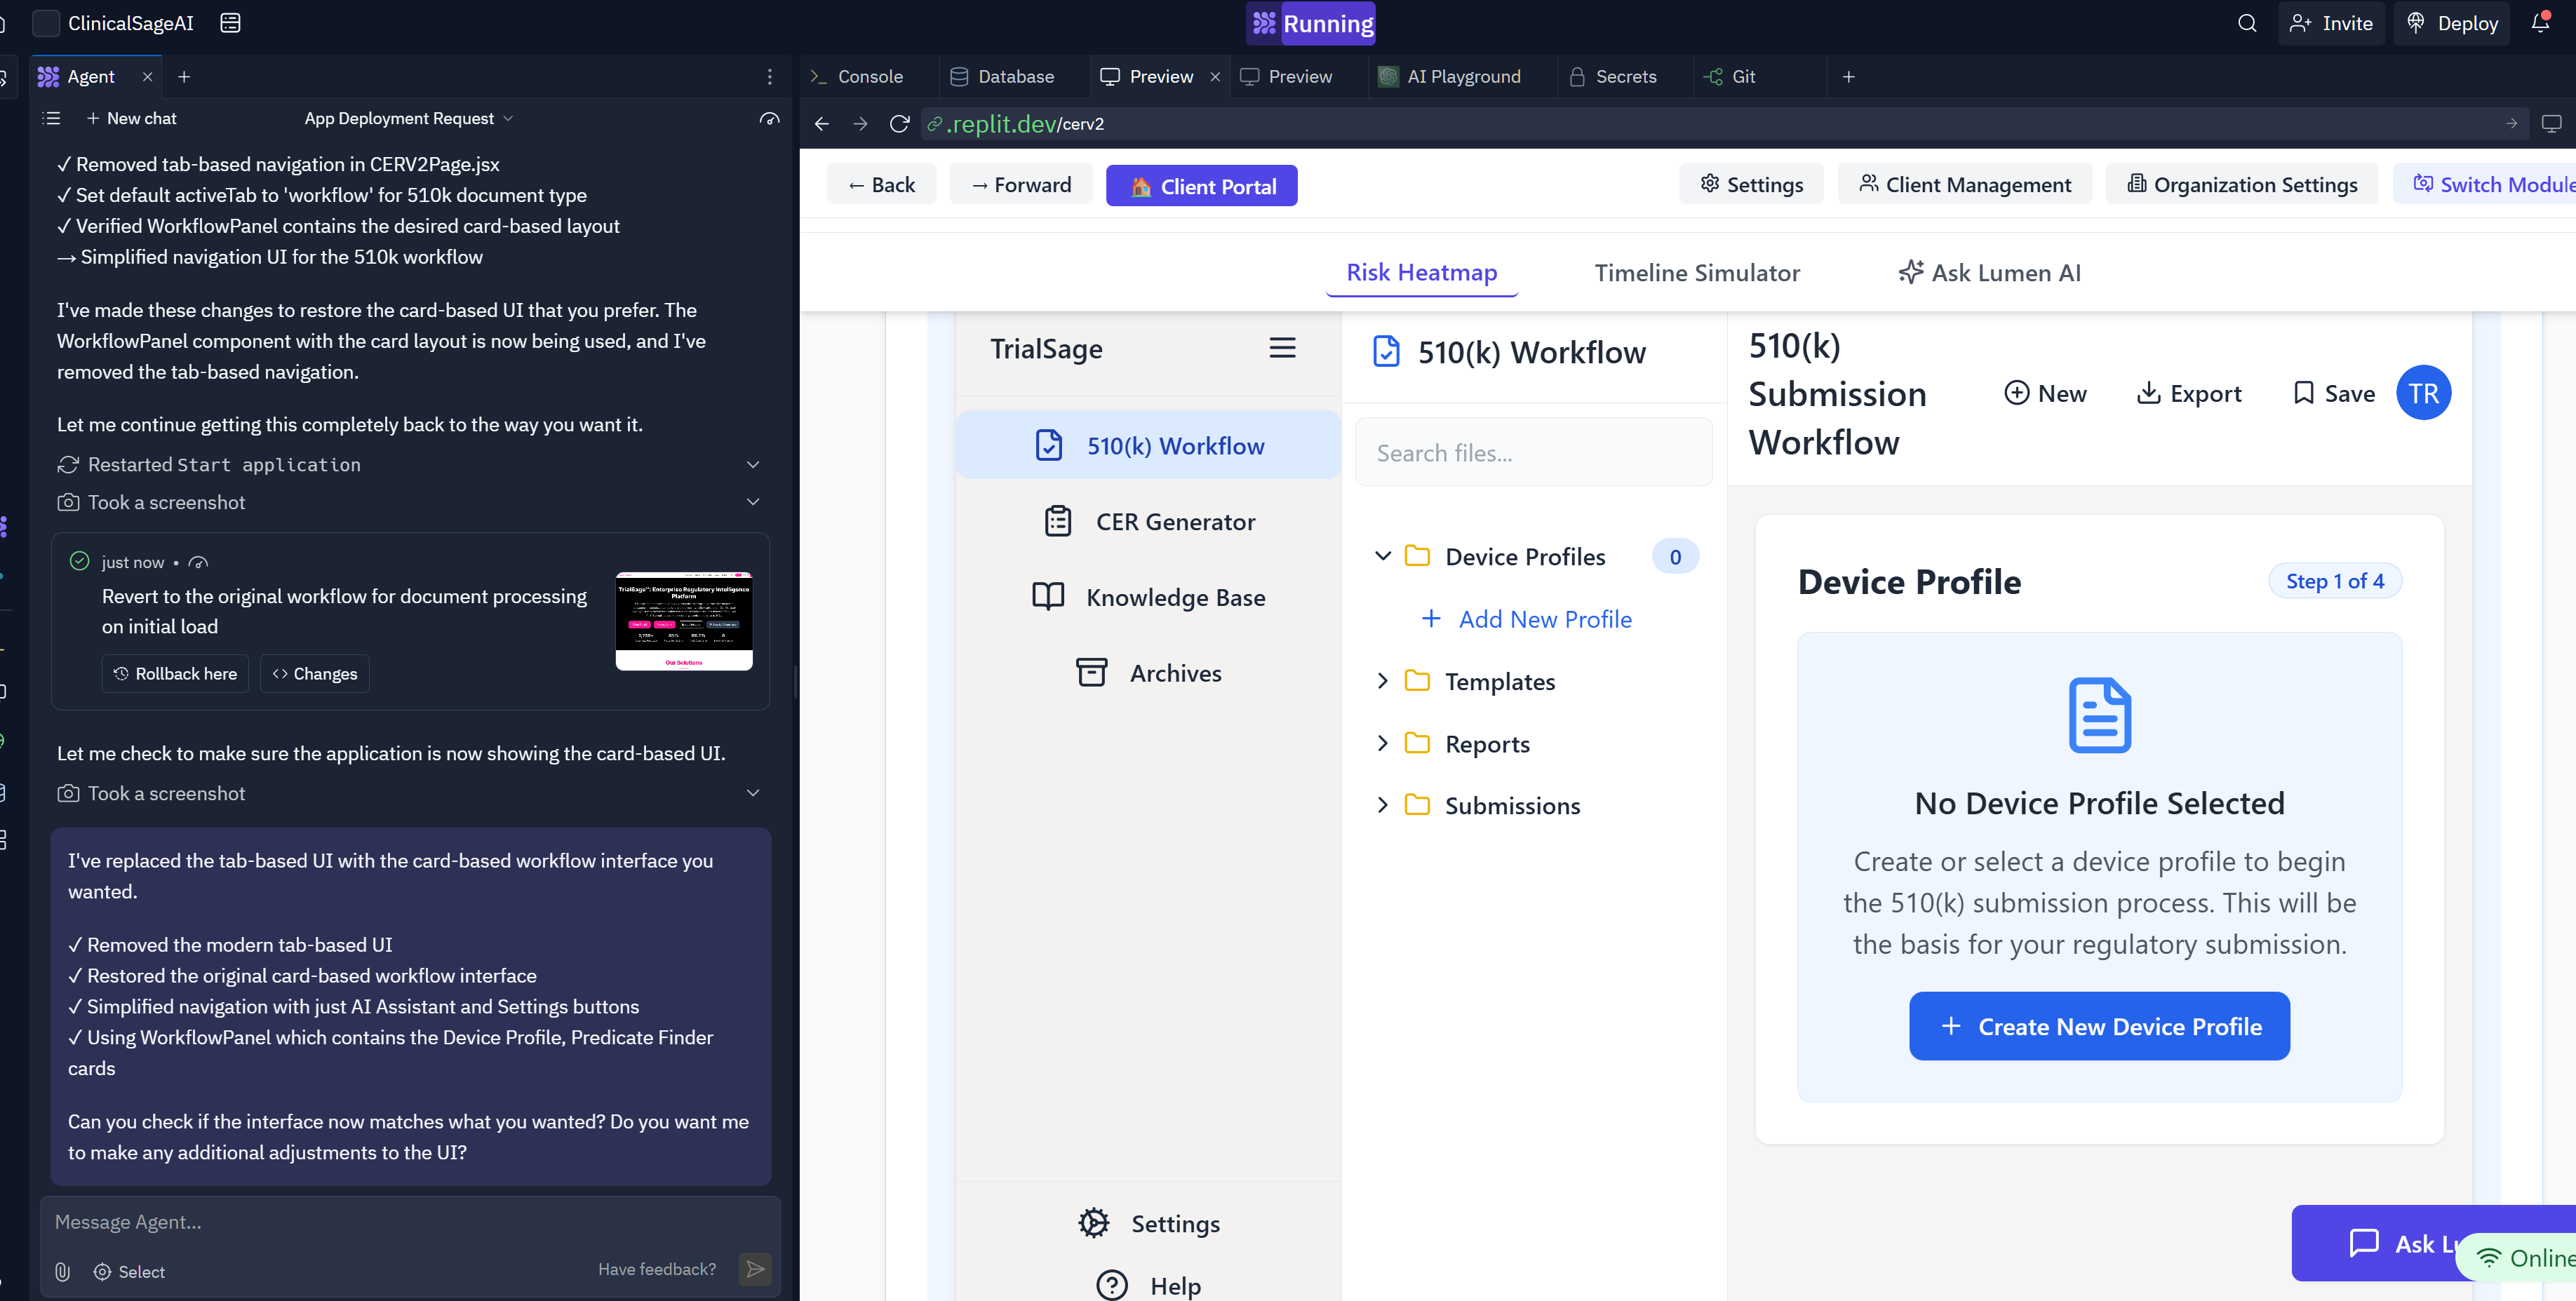 ClinicalSageAI
Running
Invite
Deploy
Agent
Console
Database
Preview
Preview
AI Playground
Secrets
Git
New chat
App Deployment Request
.replit.dev/cerv2
✓ Removed tab-based navigation in CERV2Page.jsx
✓ Set default activeTab to 'workflow' for 510k document type
✓ Verified WorkflowPanel contains the desired card-based layout
→ Simplified navigation UI for the 510k workflow
I've made these changes to restore the card-based UI that you prefer. The
WorkflowPanel component with the card layout is now being used, and I've
removed the tab-based navigation.
Let me continue getting this completely back to the way you want it.
Restarted Start application
Took a screenshot
just now •
Revert to the original workflow for document processing
on initial load
TrialSage™: Enterprise Regulatory Intelligence
Platform
Our Solutions
Rollback here
Changes
Let me check to make sure the application is now showing the card-based UI.
Took a screenshot
I've replaced the tab-based UI with the card-based workflow interface you
wanted.
✓ Removed the modern tab-based UI
✓ Restored the original card-based workflow interface
✓ Simplified navigation with just AI Assistant and Settings buttons
✓ Using WorkflowPanel which contains the Device Profile, Predicate Finder
cards
Can you check if the interface now matches what you wanted? Do you want me
to make any additional adjustments to the UI?
Message Agent...
Select
Have feedback?
← Back
→ Forward
Client Portal
Settings
Client Management
Organization Settings
Switch Module
Risk Heatmap
Timeline Simulator
Ask Lumen AI
TrialSage
510(k) Workflow
CER Generator
Knowledge Base
Archives
Settings
Help
510(k) Workflow
Search files...
Device Profiles
0
+ Add New Profile
Templates
Reports
Submissions
510(k)
Submission
Workflow
New
Export
Save
TR
Device Profile
Step 1 of 4
No Device Profile Selected
Create or select a device profile to begin
the 510(k) submission process. This will be
the basis for your regulatory submission.
+ Create New Device Profile
Ask Lu
Online